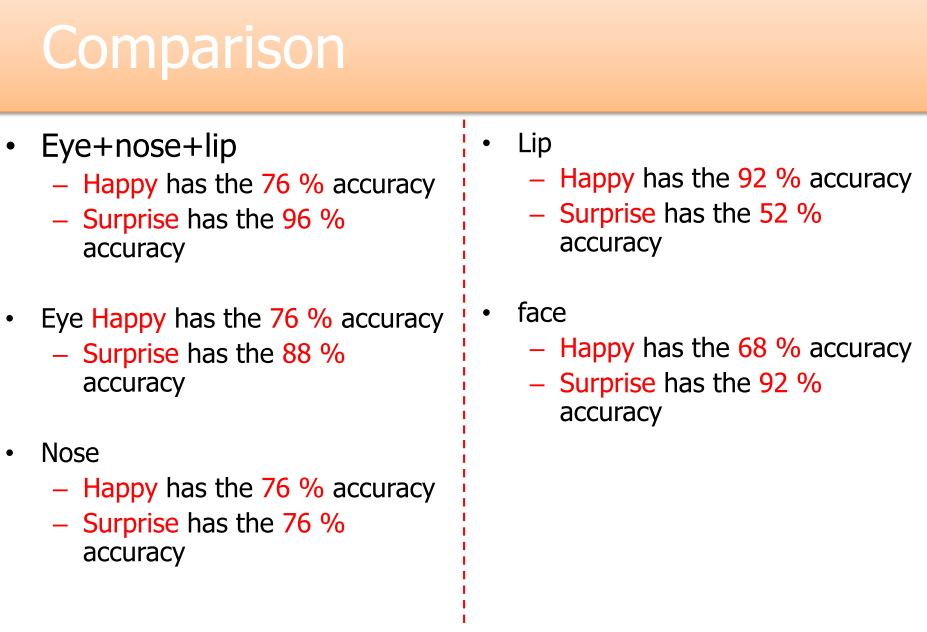 Comparison
• Eye+nose+lip
– Happy has the 76 % accuracy
– Surprise has the 96 %
accuracy
• Eye Happy has the 76 % accuracy
– Surprise has the 88 %
accuracy
• Nose
– Happy has the 76 % accuracy
– Surprise has the 76 %
accuracy
• Lip
– Happy has the 92 % accuracy
– Surprise has the 52 %
accuracy
• face
– Happy has the 68 % accuracy
– Surprise has the 92 %
accuracy